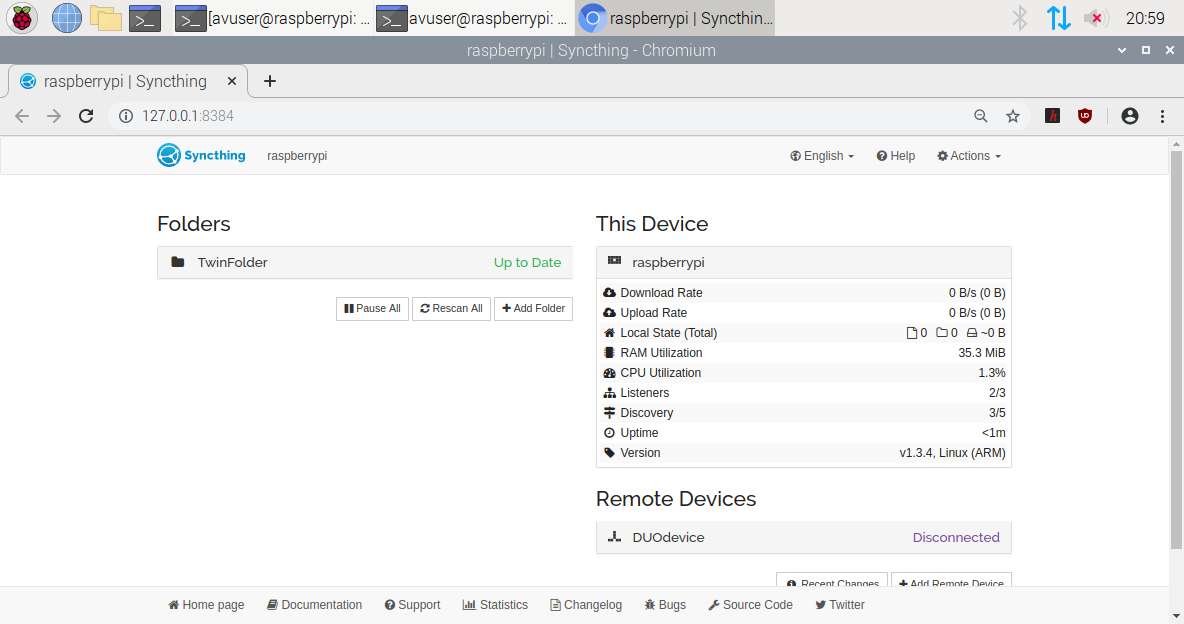 [avuser@raspberrypi: ... avuser@raspberrypi: ... raspberrypi | Syncthin... 20:59
raspberrypi | Syncthing - Chromium
raspberrypi | Syncthing
127.0.0.1:8384
Syncthing raspberrypi English Help Actions
Folders
TwinFolder Up to Date
Pause All Rescan All Add Folder
This Device
raspberrypi
Download Rate 0 B/s (0 B)
Upload Rate 0 B/s (0 B)
Local State (Total) 0 0 ~0 B
RAM Utilization 35.3 MiB
CPU Utilization 1.3%
Listeners 2/3
Discovery 3/5
Uptime <1m
Version v1.3.4, Linux (ARM)
Remote Devices
DUOdevice Disconnected
Recent Changes Add Remote Device
Home page Documentation Support Statistics Changelog Bugs Source Code Twitter